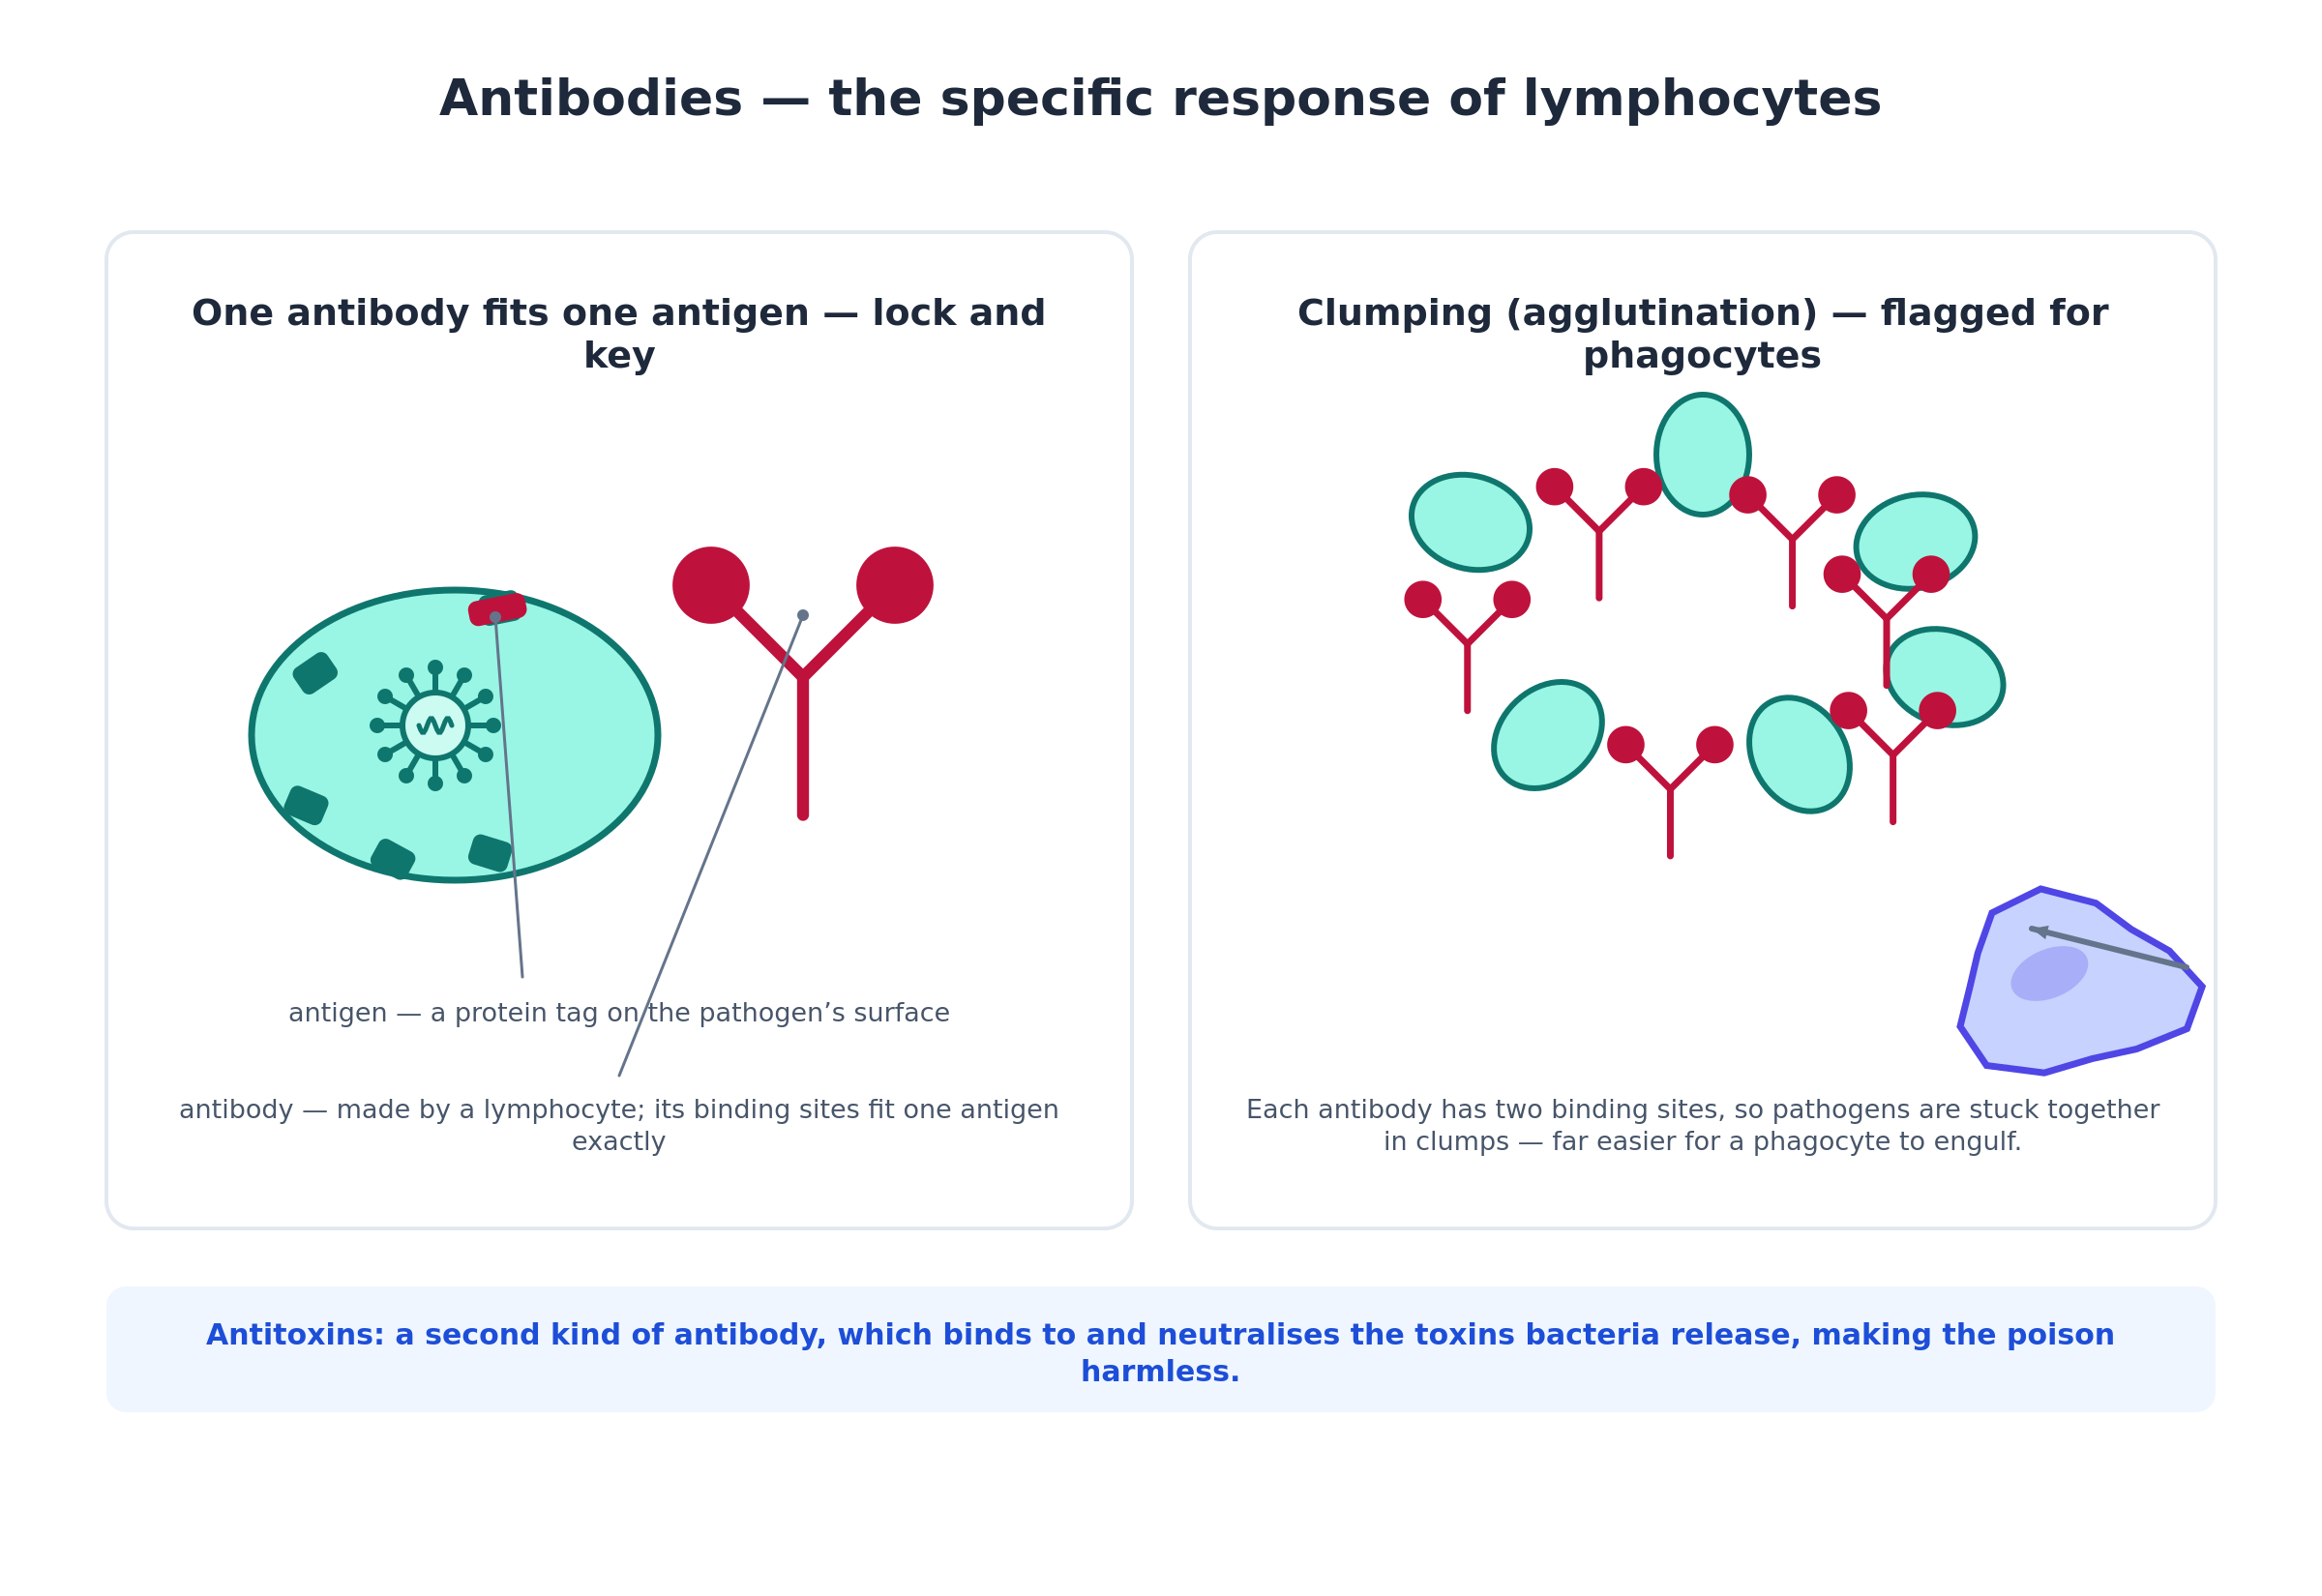 Antibodies — the specific response of lymphocytes
One antibody fits one antigen — lock and
key
antigen — a protein tag on the pathogen’s surface
antibody — made by a lymphocyte; its binding sites fit one antigen
exactly
Clumping (agglutination) — flagged for
phagocytes
Each antibody has two binding sites, so pathogens are stuck together
in clumps — far easier for a phagocyte to engulf.
Antitoxins: a second kind of antibody, which binds to and neutralises the toxins bacteria release, making the poison
harmless.